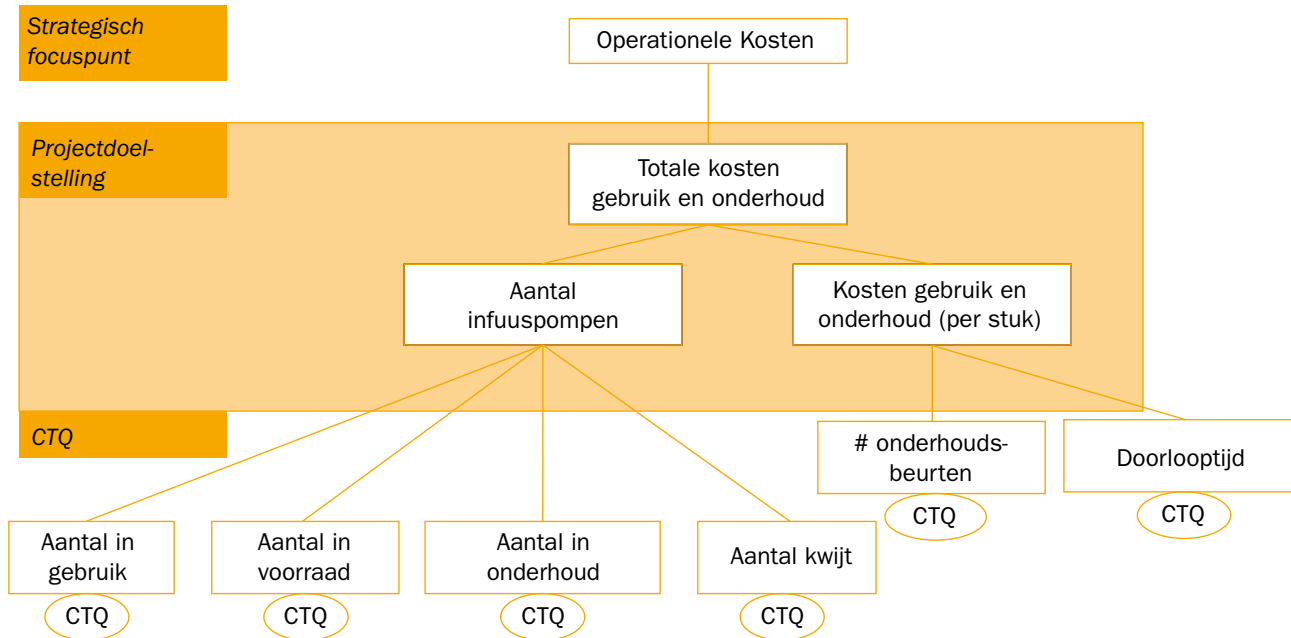 Strategisch
focuspunt
Operationele Kosten
Projectdoel-
stelling
Totale kosten
gebruik en onderhoud
Aantal
infuuspompen
Kosten gebruik en
onderhoud (per stuk)
CTQ
# onderhouds-
beurten
CTQ
Doorlooptijd
CTQ
Aantal in
gebruik
CTQ
Aantal in
voorraad
CTQ
Aantal in
onderhoud
CTQ
Aantal kwijt
CTQ